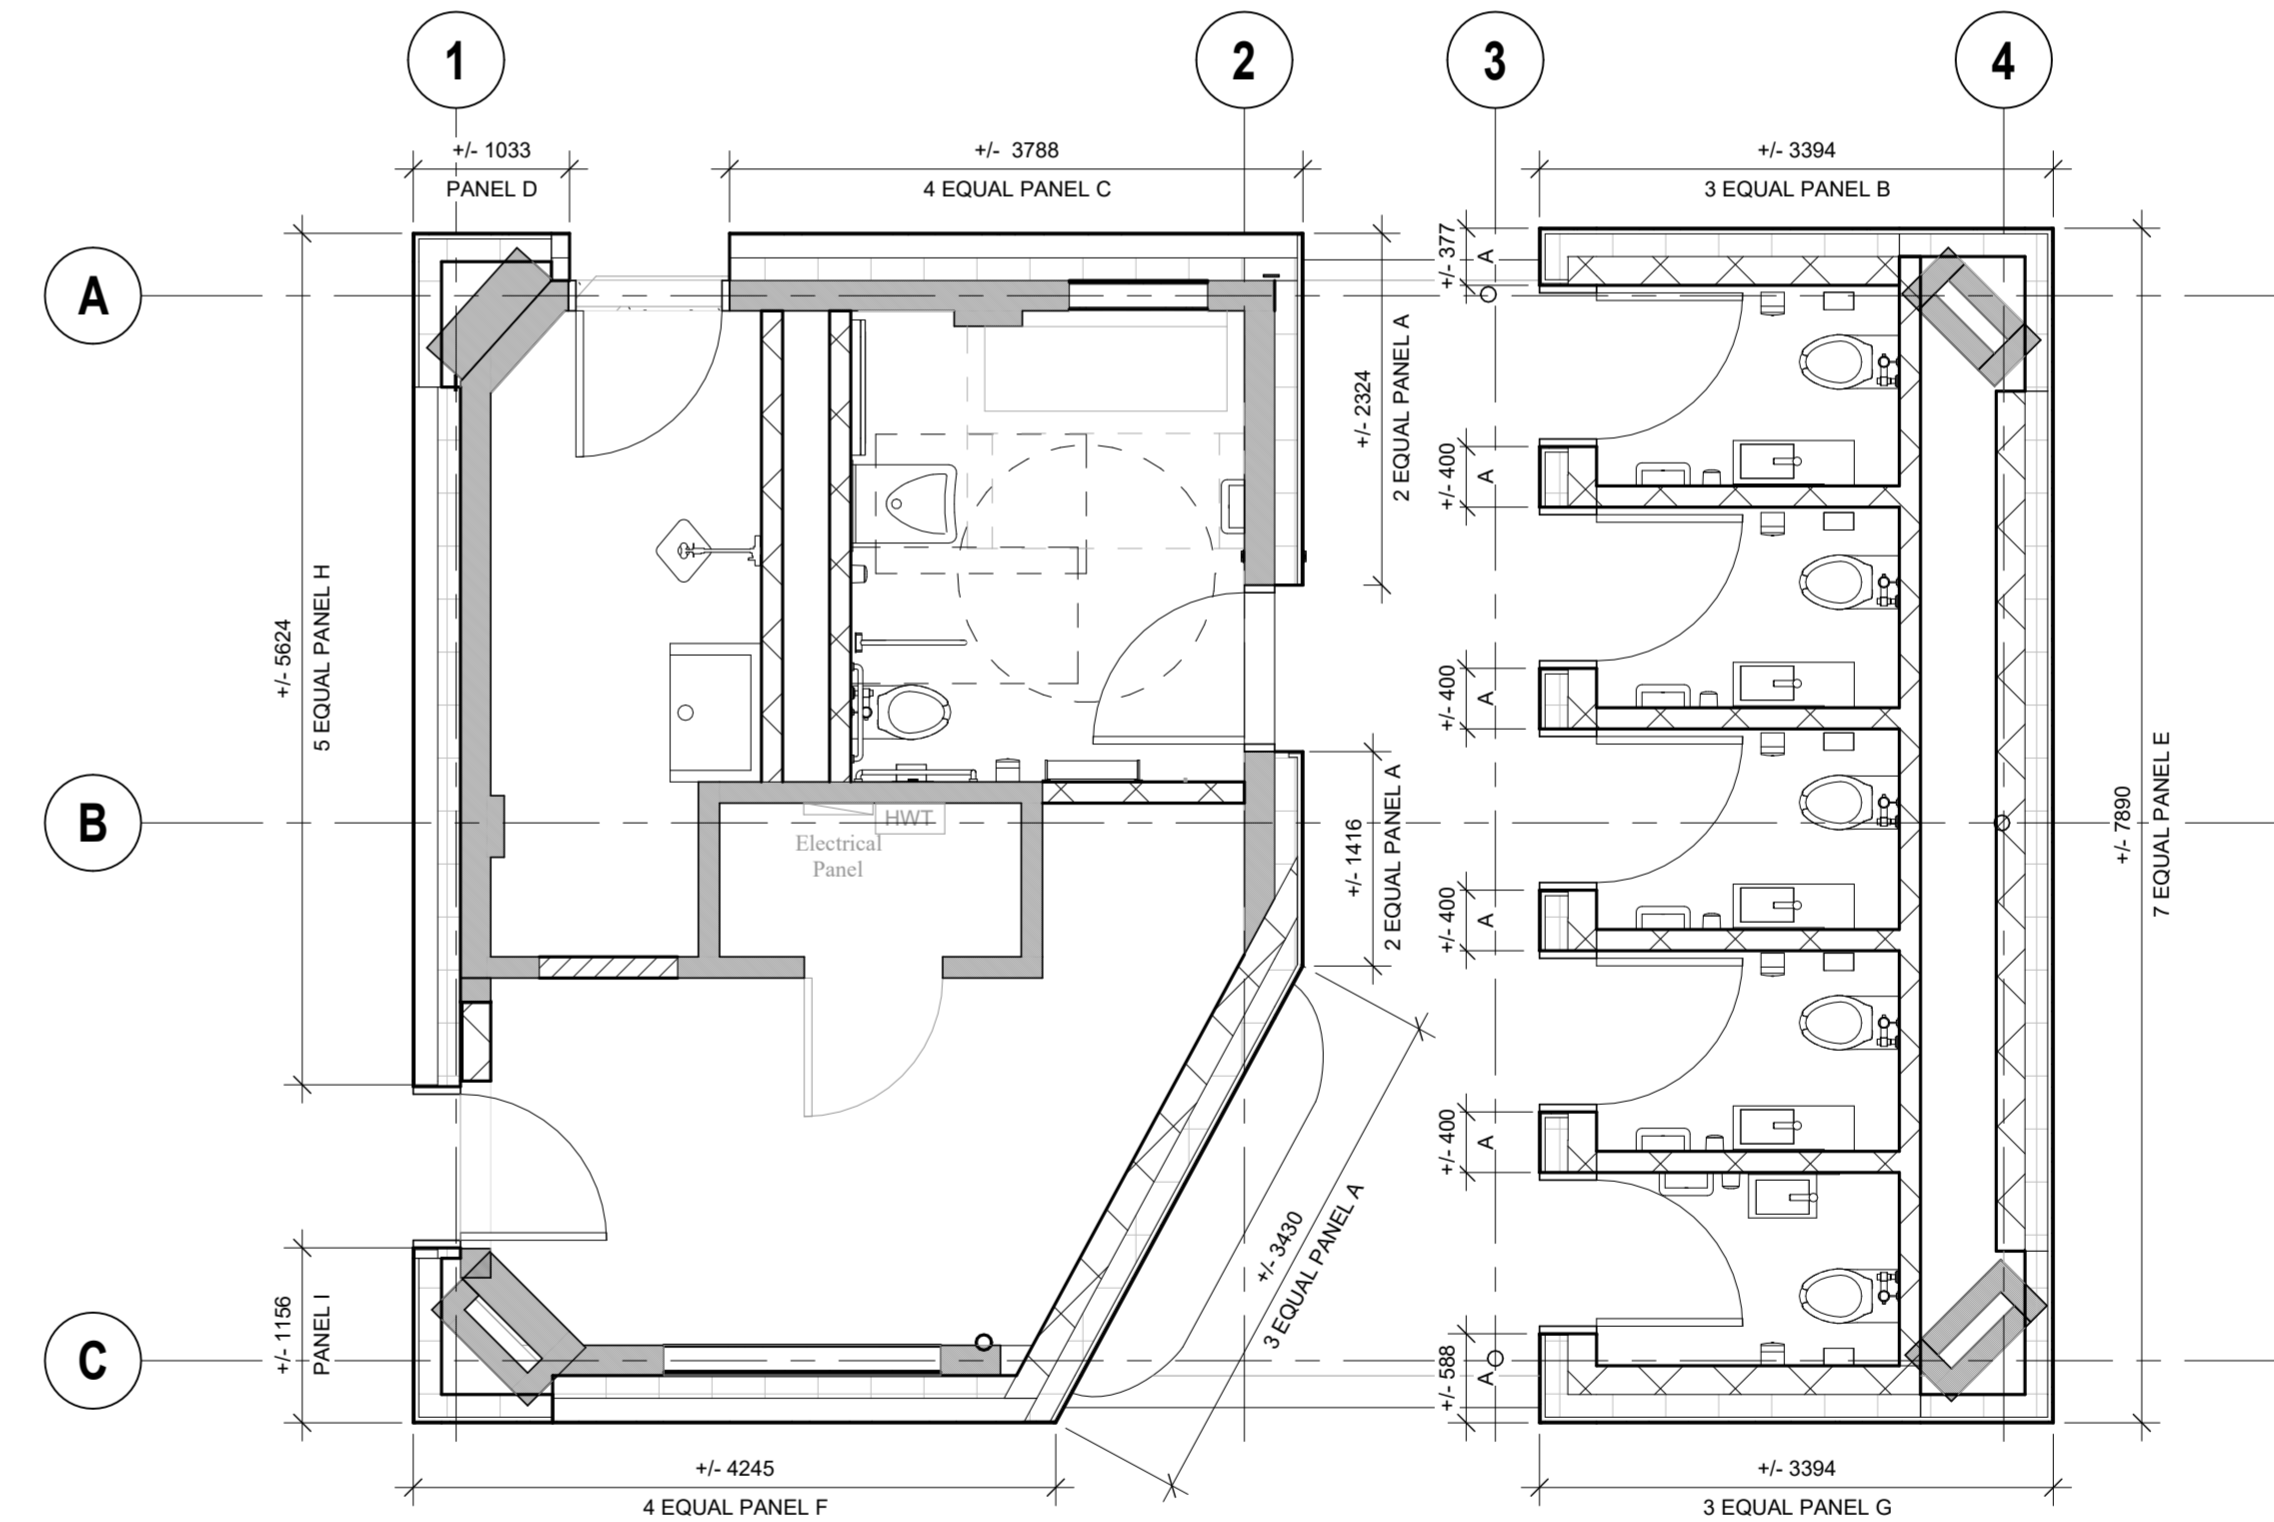 1
2
3
4
+/- 1033
PANEL D
+/- 3788
4 EQUAL PANEL C
+/- 3394
3 EQUAL PANEL B
A
B
C
+/- 5624
5 EQUAL PANEL H
+/- 1156
PANEL I
Electrical
Panel
HWT
+/- 2324
2 EQUAL PANEL A
+/- 1416
2 EQUAL PANEL A
+/- 3430
3 EQUAL PANEL A
+/- 377
A
+/- 400
A
+/- 400
A
+/- 400
A
+/- 400
A
+/- 588
A
+/- 7890
7 EQUAL PANEL E
+/- 4245
4 EQUAL PANEL F
+/- 3394
3 EQUAL PANEL G